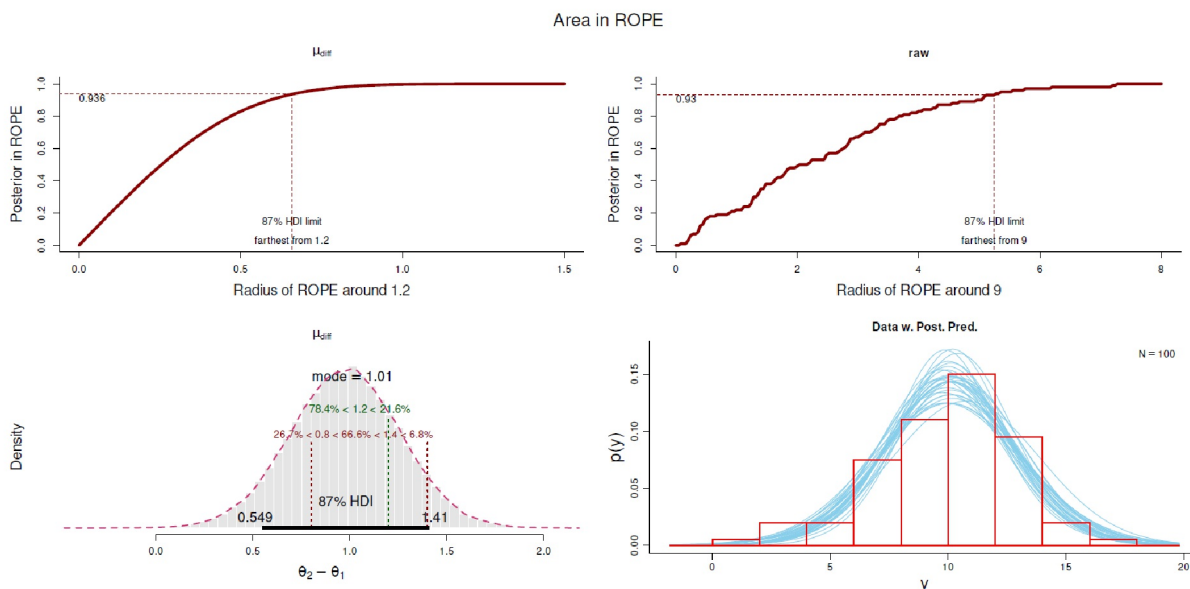 Area in ROPE
μdiff
Posterior in ROPE
1.0
0.8
0.6
0.4
0.2
0.0
0.936
87% HDI limit
farthest from 1.2
0.0 0.5 1.0 1.5
Radius of ROPE around 1.2
raw
Posterior in ROPE
1.0
0.8
0.6
0.4
0.2
0.0
0.93
87% HDI limit
farthest from 9
0 2 4 6 8
Radius of ROPE around 9
μdiff
Density
mode = 1.01
78.4% < 1.2 < 21.6%
26.7% < 0.8 < 66.6% < 1.4 < 6.8%
87% HDI
0.549 1.41
0.0 0.5 1.0 1.5 2.0
θ2 − θ1
Data w. Post. Pred.
N = 100
p(y)
0.15
0.10
0.05
0.00
0 5 10 15 20
y